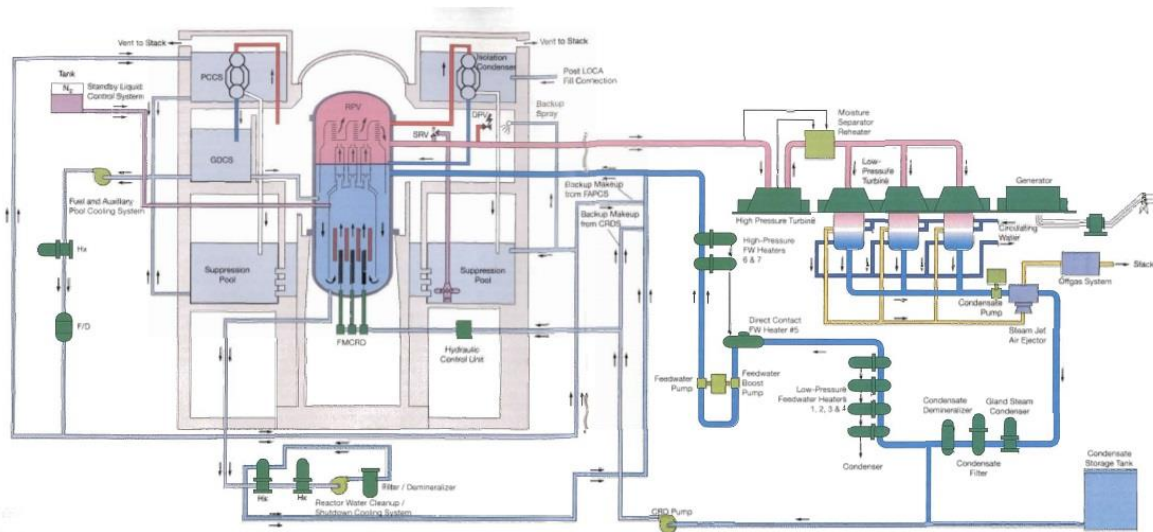 Vent to Stack
Vent to Stack
PCCS
Isolation
Condenser
Post LOCA
Fill Connection
Tank
N2
Standby Liquid
Control System
RPV
DPV
SRV
Backup
Spray
Moisture
Separator
Reheater
GDCS
Low-
Pressure
Turbine
Generator
Fuel and Auxiliary
Pool Cooling System
Backup Makeup
from FAPCS
Backup Makeup
from CRDS
High Pressure Turbine
Circulating
Water
Hx
Suppression
Pool
Suppression
Pool
High-Pressure
FW Heaters
6 & 7
Stack
Offgas System
Condensate
Pump
Steam Jet
Air Ejector
F/D
FMCRD
Hydraulic
Control Unit
Direct Contact
FW Heater #5
Feedwater
Pump
Feedwater
Boost
Pump
Low-Pressure
Feedwater Heaters
1, 2, 3 & 4
Condensate
Demineralizer
Gland Steam
Condenser
Condenser
Condensate
Filter
Condensate
Storage Tank
Hx
Hx
Filter / Demineralizer
Reactor Water Cleanup /
Shutdown Cooling System
CRD Pump